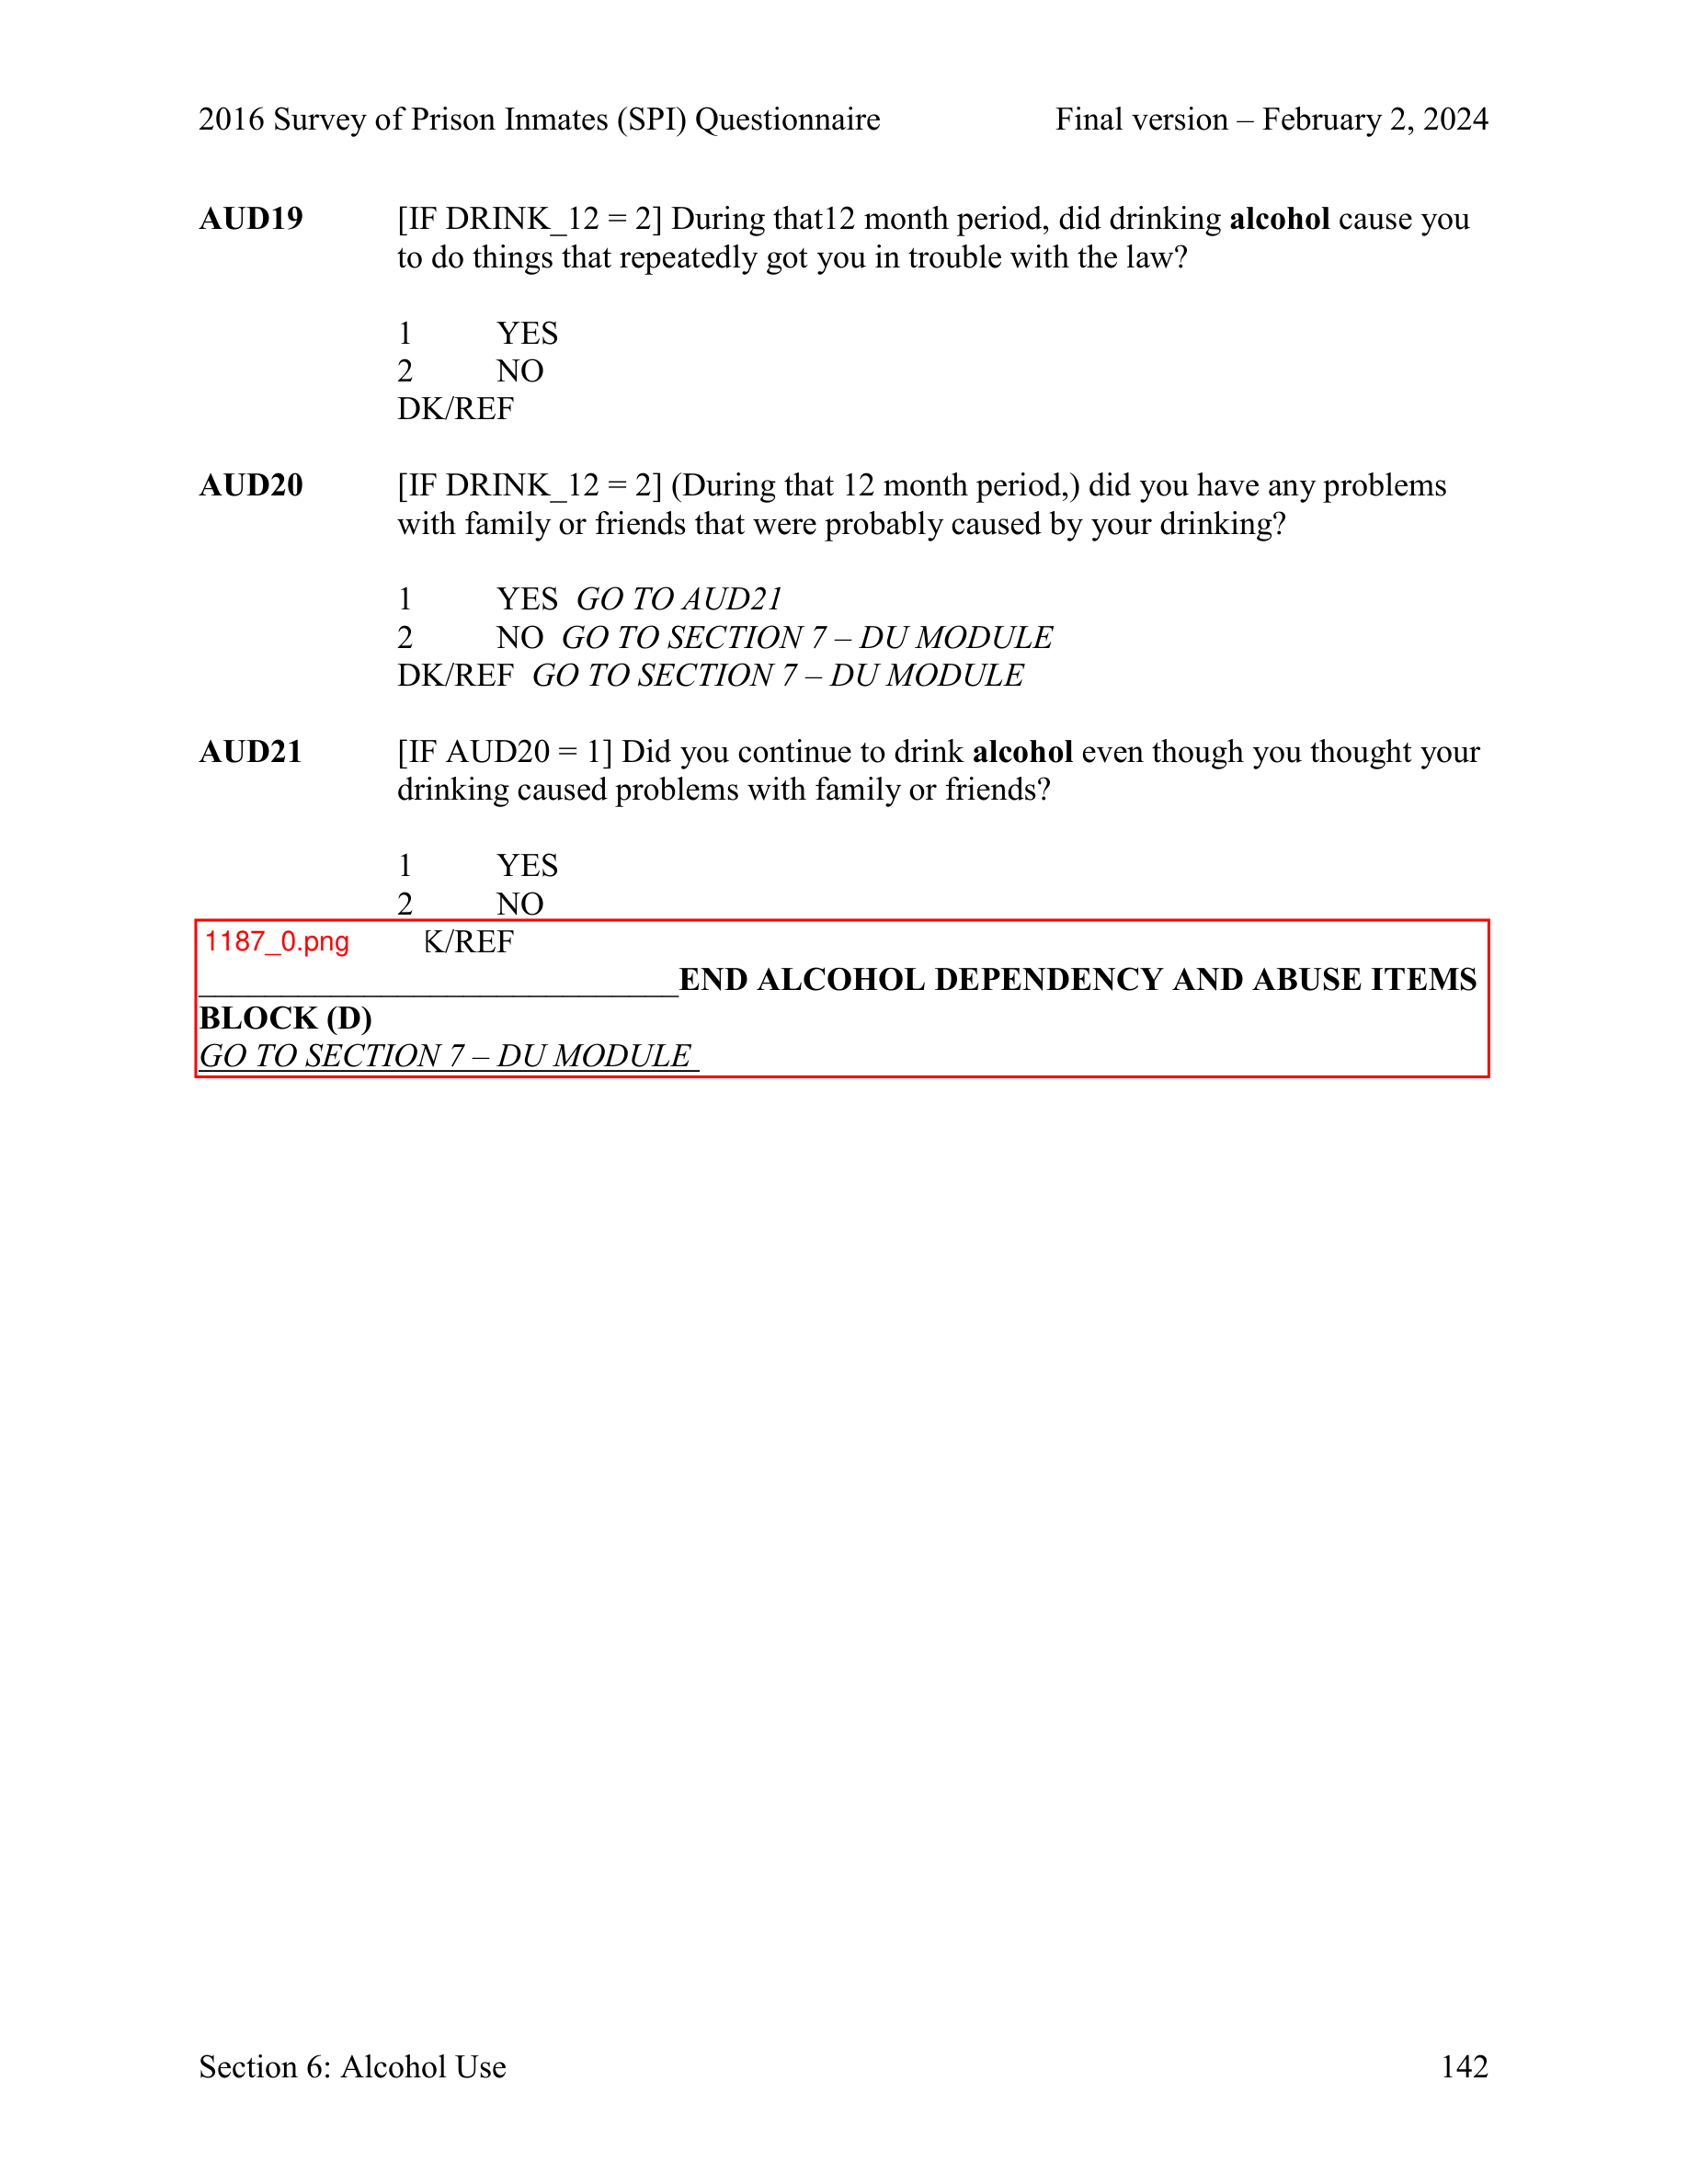 2016 Survey of Prison Inmates (SPI) Questionnaire Final version – February 2, 2024
AUD19 [IF DRINK_12 = 2] During that12 month period, did drinking alcohol cause you
to do things that repeatedly got you in trouble with the law?
1 YES
2 NO
DK/REF
AUD20 [IF DRINK_12 = 2] (During that 12 month period,) did you have any problems
with family or friends that were probably caused by your drinking?
1 YES GO TO AUD21
2 NO GO TO SECTION 7 – DU MODULE
DK/REF GO TO SECTION 7 – DU MODULE
AUD21 [IF AUD20 = 1] Did you continue to drink alcohol even though you thought your
drinking caused problems with family or friends?
1 YES
2 NO
1187_0.png K/REF
_____________________________END ALCOHOL DEPENDENCY AND ABUSE ITEMS
BLOCK (D)
GO TO SECTION 7 – DU MODULE
Section 6: Alcohol Use 142